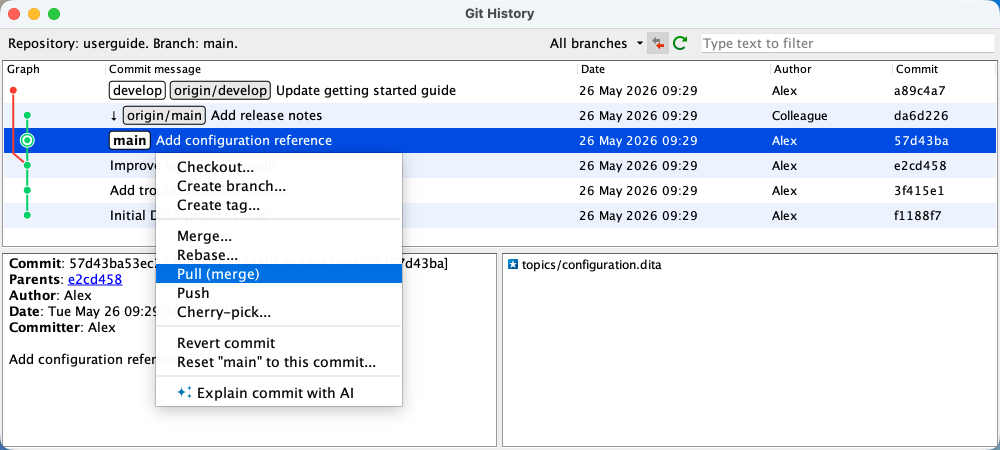 Git History
Repository: userguide. Branch: main.
All branches
Type text to filter
Graph Commit message Date Author Commit
develop origin/develop Update getting started guide 26 May 2026 09:29 Alex a89c4a7
↓ origin/main Add release notes 26 May 2026 09:29 Colleague da6d226
main Add configuration reference 26 May 2026 09:29 Alex 57d43ba
Improve 26 May 2026 09:29 Alex e2cd458
Add 26 May 2026 09:29 Alex 3f415e1
Initial 26 May 2026 09:29 Alex f1188f7
Checkout...
Create branch...
Create tag...
Merge...
Rebase...
Pull (merge)
Push
Cherry-pick...
Revert commit
Reset "main" to this commit...
Explain commit with AI
Commit: 7d43ba]
Parents: e2cd458
Author: Alex
Date: Tue May 26 09:29
Committer: Alex
Add configuration
topics/configuration.dita